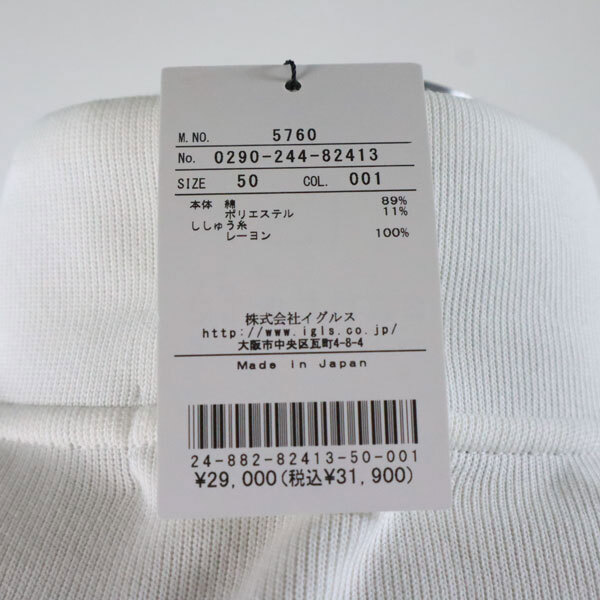 M.NO. 5760
No. 0290-244-82413
SIZE 50 COL. 001
本体 綿 89%
ポリエステル 11%
ししゅう糸
レーヨン 100%
株式会社イグルス
http://www.igls.co.jp/
大阪市中央区瓦町4-8-4
Made in Japan
24-882-82413-50-001
¥29,000(税込¥31,900)